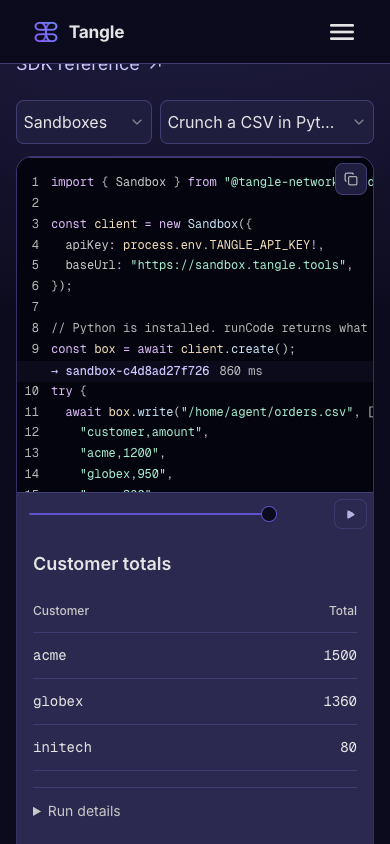 Tangle
SDK reference ↗
Sandboxes
Crunch a CSV in Pyt...
1 import { Sandbox } from "@tangle-network
2
3 const client = new Sandbox({
4 apiKey: process.env.TANGLE_API_KEY!,
5 baseUrl: "https://sandbox.tangle.tools",
6 });
7
8 // Python is installed. runCode returns what
9 const box = await client.create();
→ sandbox-c4d8ad27f726 860 ms
10 try {
11 await box.write("/home/agent/orders.csv", [
12 "customer,amount",
13 "acme,1200",
14 "globex,950",
Customer totals
Customer Total
acme 1500
globex 1360
initech 80
▶ Run details